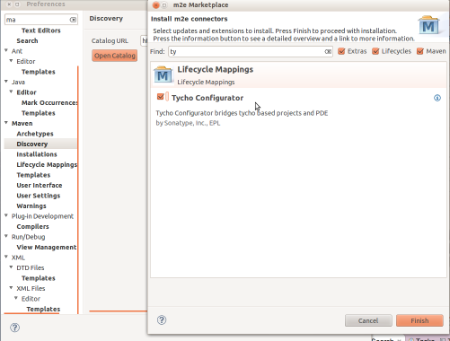 Preferences
ma
Text Editors
Search
Ant
Editor
Templates
Java
Editor
Mark Occurrences
Templates
Maven
Archetypes
Discovery
Installations
Lifecycle Mappings
Templates
User Interface
User Settings
Warnings
Plug-in Development
Compilers
Run/Debug
View Management
XML
DTD Files
Templates
XML Files
Editor
Templates
Discovery
Catalog URL
Open Catalog
m2e Marketplace
Install m2e connectors
Select updates and extensions to install. Press Finish to proceed with installation.
Press the information button to see a detailed overview and a link to more information.
M
Find: ty
Extras
Lifecycles
Maven
M
Lifecycle Mappings
Lifecycle Mappings
Tycho Configurator
Tycho Configurator bridges tycho based projects and PDE
by Sonatype, Inc., EPL
Cancel
Finish